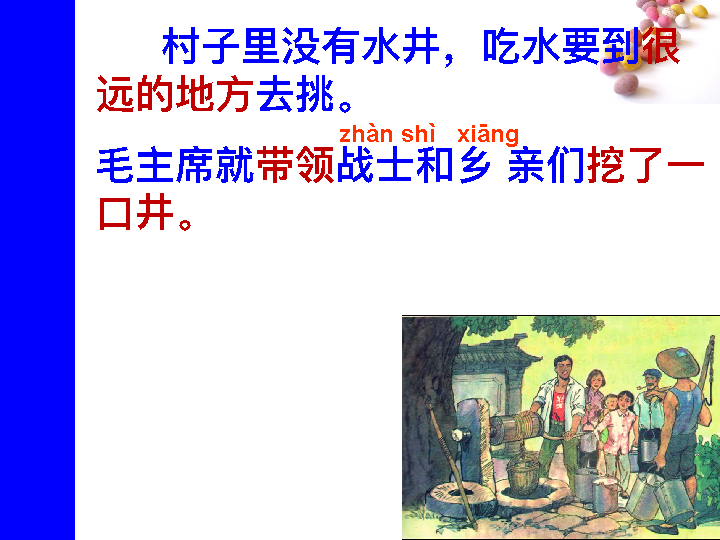 村子里没有水井，吃水要到很
远的地方去挑。
zhàn shì xiāng
毛主席就带领战士和乡 亲们挖了一
口井。